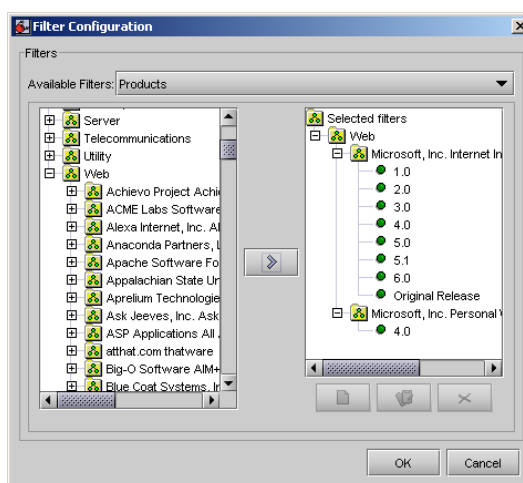 Filter Configuration
Filters
Available Filters: Products
Server
Telecommunications
Utility
Web
Achievo Project Achi
ACME Labs Software
Alexa Internet, Inc. Al
Anaconda Partners, L
Apache Software Fo
Appalachian State Un
Aprelium Technologie
Ask Jeeves, Inc. Ask
ASP Applications All
atthat.com thatware
Big-O Software AIM+
Blue Coat Systems, In
Selected filters
Web
Microsoft, Inc. Internet In
1.0
2.0
3.0
4.0
5.0
5.1
6.0
Original Release
Microsoft, Inc. Personal
4.0
OK
Cancel